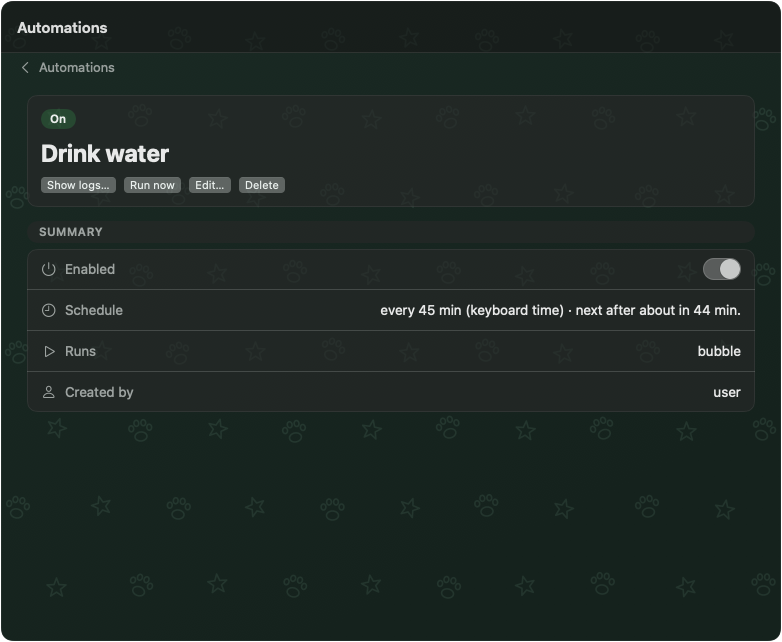 Automations
Automations
On
Drink water
Show logs...
Run now
Edit...
Delete
SUMMARY
Enabled
Schedule
every 45 min (keyboard time) · next after about in 44 min.
Runs
bubble
Created by
user